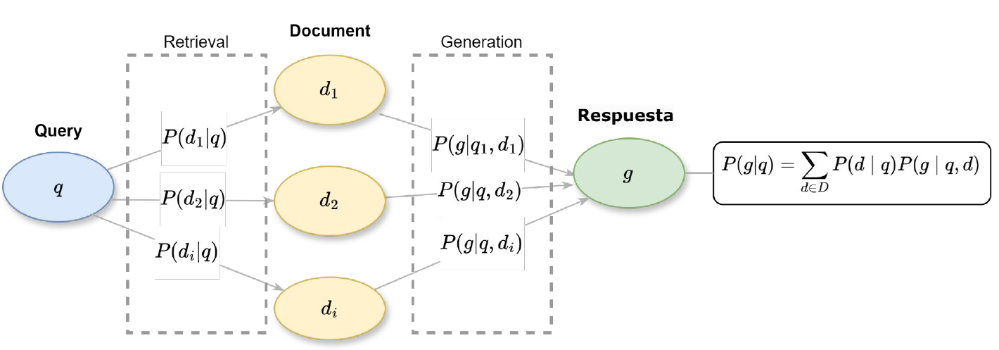 Query
q
Retrieval
P(d₁|q)
P(d₂|q)
P(dᵢ|q)
Document
d₁
d₂
dᵢ
Generation
P(g|q₁, d₁)
P(g|q, d₂)
P(g|q, dᵢ)
Respuesta
g
P(g|q) = ∑ P(d | q)P(g | q, d)
d∈D